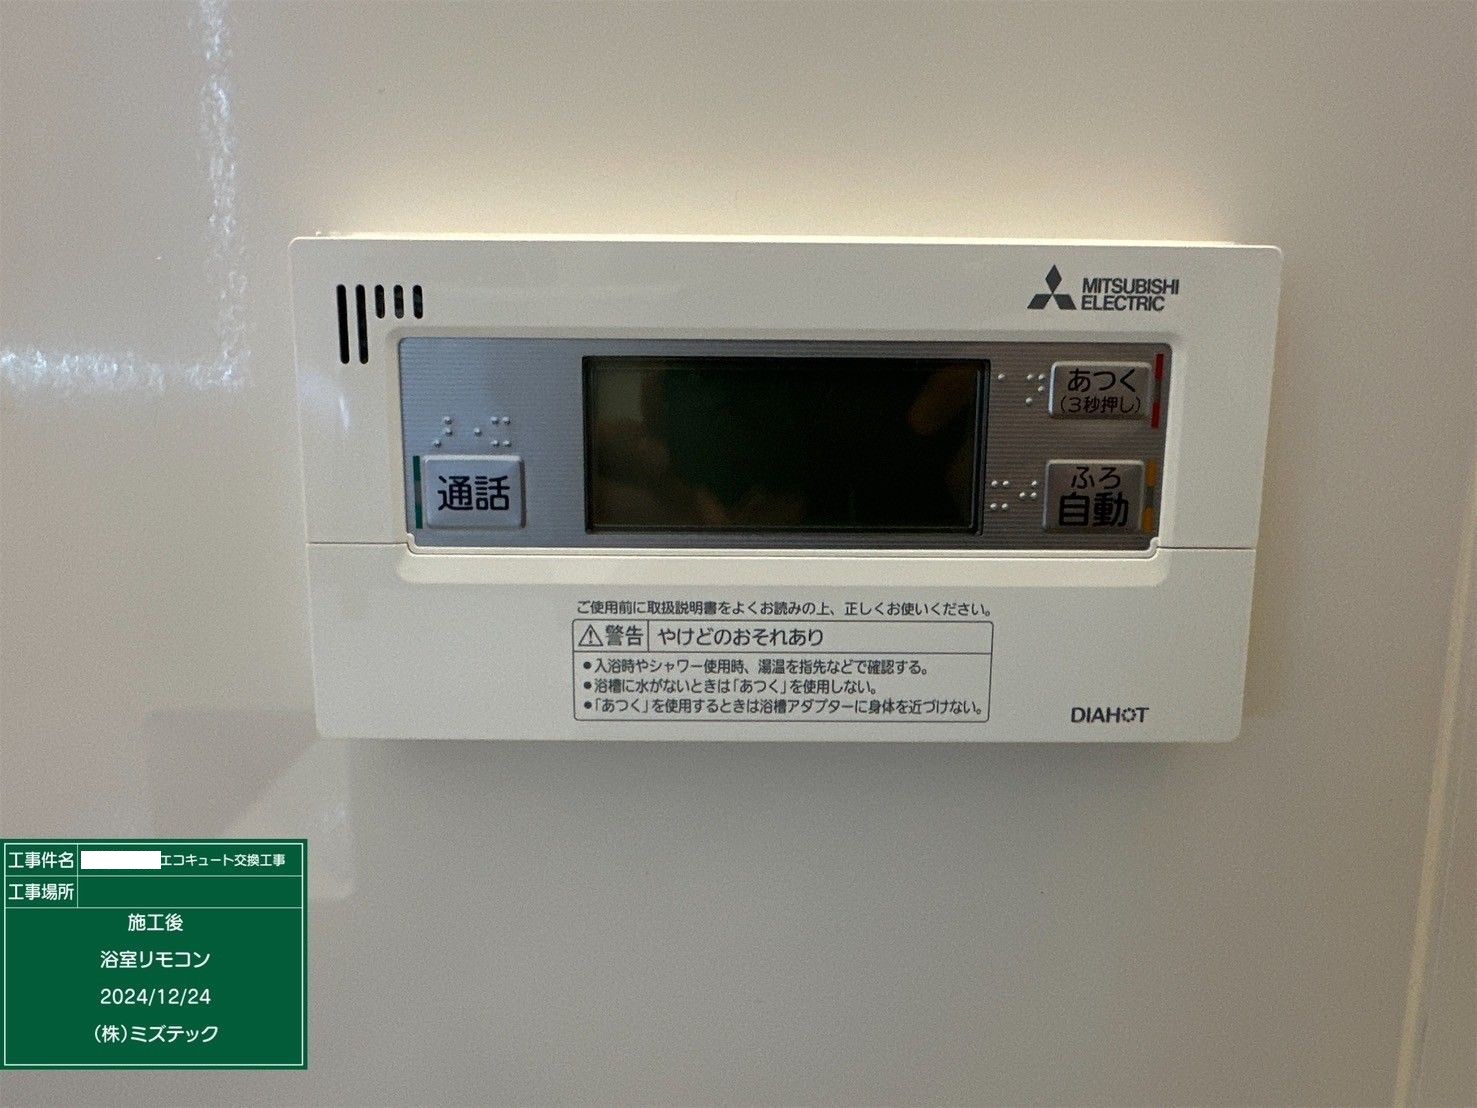 MITSUBISHI
ELECTRIC
あつく
(3秒押し)
通話
ふろ
自動
ご使用前に取扱説明書をよくお読みの上、正しくお使いください。
警告 やけどのおそれあり
●入浴時やシャワー使用時、湯温を指先などで確認する。
●浴槽に水がないときは「あつく」を使用しない。
●「あつく」を使用するときは浴槽アダプターに身体を近づけない。
DIAHOT
工事件名 エコキュート交換工事
工事場所
施工後
浴室リモコン
2024/12/24
(株)ミズテック